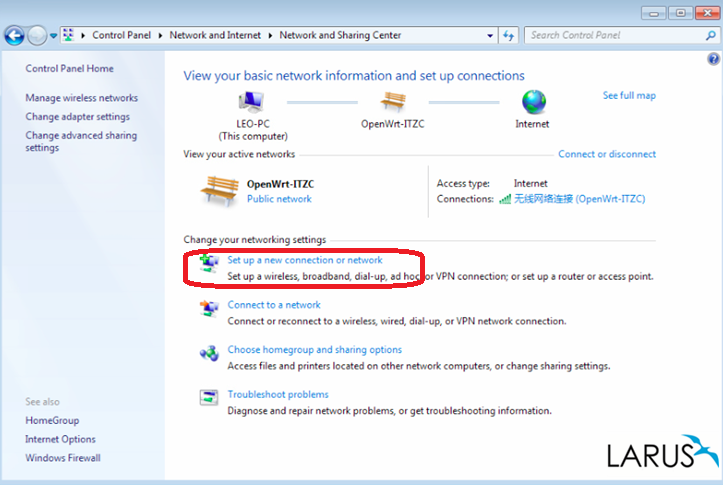 Control Panel ▸ Network and Internet ▸ Network and Sharing Center
Search Control Panel
Control Panel Home
Manage wireless networks
Change adapter settings
Change advanced sharing
settings
View your basic network information and set up connections
See full map
LEO-PC
(This computer)
OpenWrt-ITZC
Internet
View your active networks
Connect or disconnect
OpenWrt-ITZC
Public network
Access type: Internet
Connections: 无线网络连接 (OpenWrt-ITZC)
Change your networking settings
Set up a new connection or network
Set up a wireless, broadband, dial-up, ad hoc, or VPN connection; or set up a router or access point.
Connect to a network
Connect or reconnect to a wireless, wired, dial-up, or VPN network connection.
Choose homegroup and sharing options
Access files and printers located on other network computers, or change sharing settings.
Troubleshoot problems
Diagnose and repair network problems, or get troubleshooting information.
See also
HomeGroup
Internet Options
Windows Firewall
LARUS